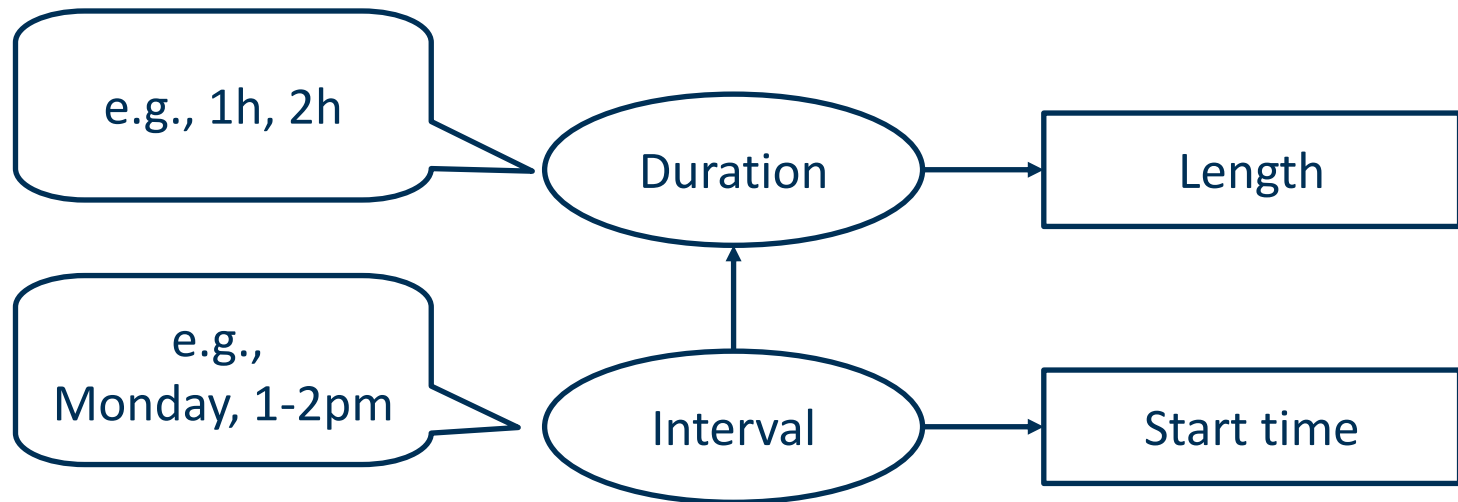 e.g., 1h, 2h
Duration
Length
e.g.,
Monday, 1-2pm
Interval
Start time